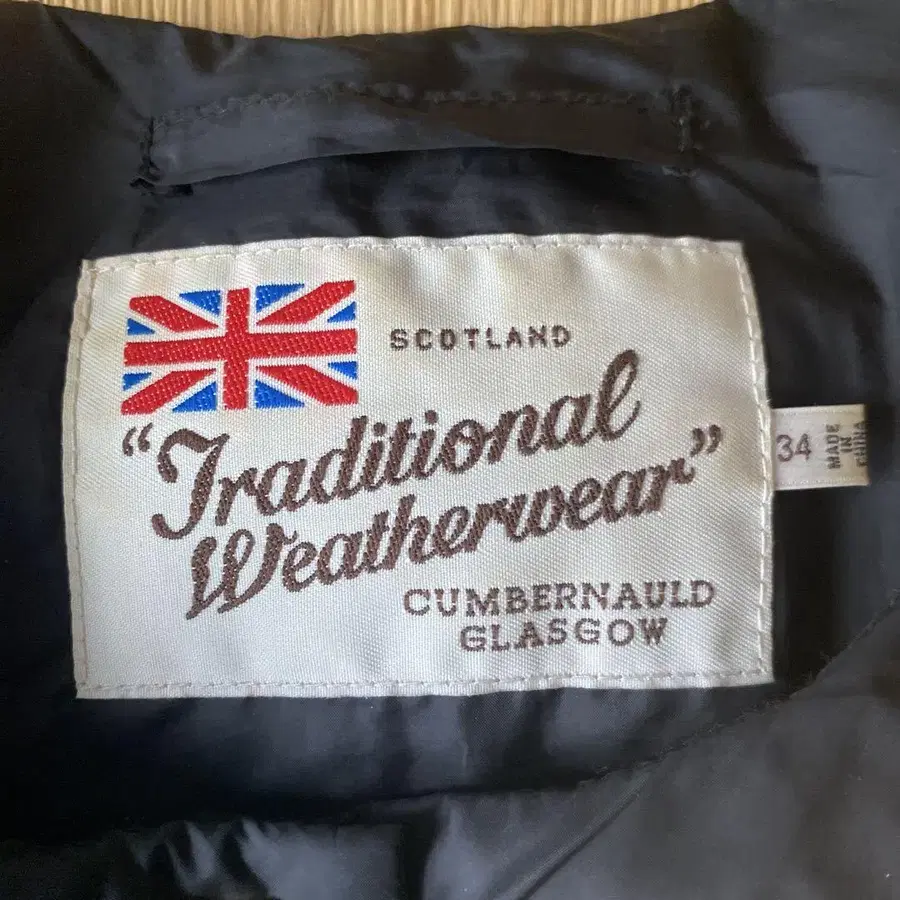 SCOTLAND
"Traditional
Weatherwear"
CUMBERNAULD
GLASGOW
34
MADE
IN
CHINA